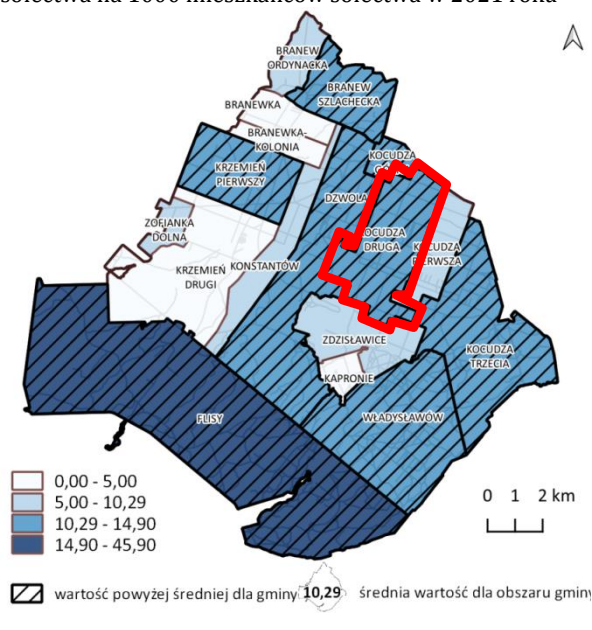 sołectwa na 1000 mieszkańców sołectwa w 2021 roku
BRANEW
ORDYNACKA
BRANEW
SZLACHECKA
BRANEWKA
BRANEWKA-
KOLONIA
KOCUDZA
KRZEMIEŃ
PIERWSZY
DZWOLA
ZOFIANKA
DOLNA
KOCUDZA
DRUGA
KOCUDZA
PIERWSZA
KRZEMIEŃ
DRUGI
KONSTANTÓW
ZDZISŁAWICE
KOCUDZA
TRZECIA
KAPRONIE
FLISY
WŁADYSŁAWÓW
0,00 - 5,00
5,00 - 10,29
10,29 - 14,90
14,90 - 45,90
0 1 2 km
wartość powyżej średniej dla gminy 10,29 średnia wartość dla obszaru gminy